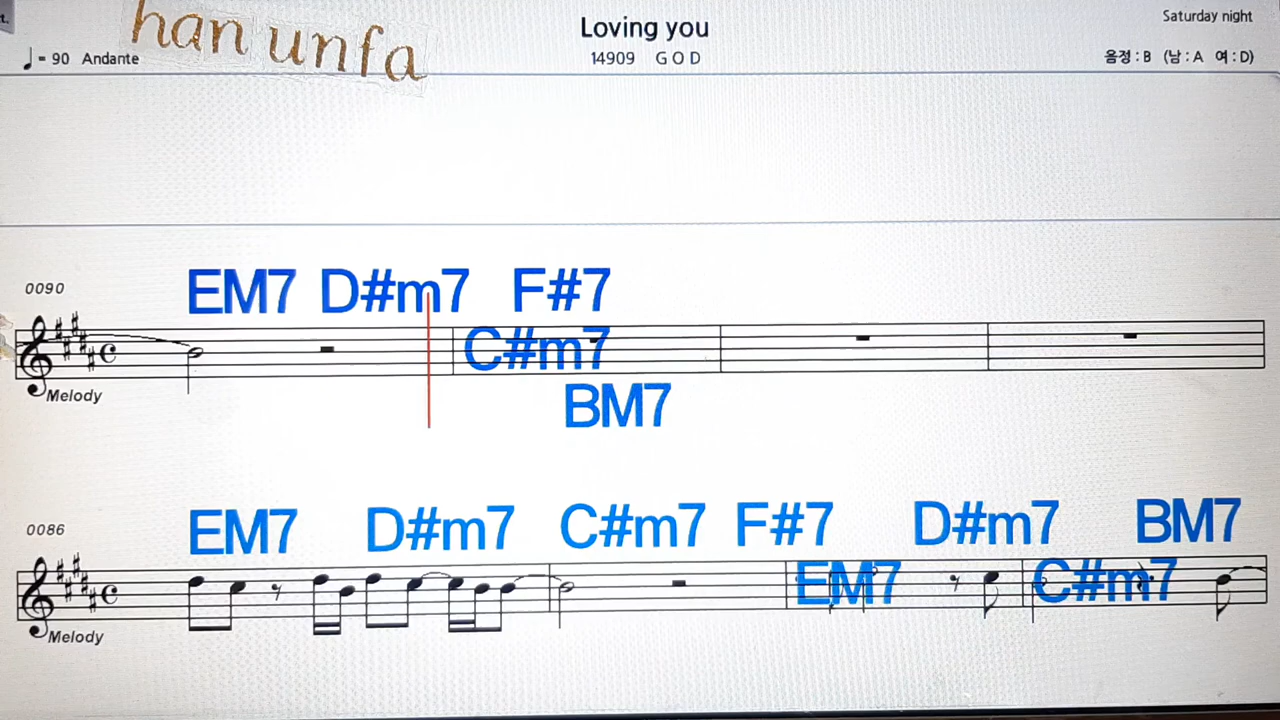 t.
han unfa
Loving you
Saturday night
♩ = 90 Andante
14909 G O D
음정 : B (남 : A 여 : D)
0090
EM7 D#m7 F#7
C#m7
Melody
BM7
0086
EM7 D#m7 C#m7 F#7 D#m7 BM7
EM7 C#m7
Melody